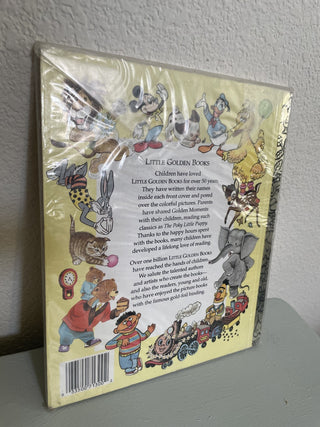 LITTLE GOLDEN BOOKS
Children have loved
LITTLE GOLDEN BOOKS for over 50 years.
They have written their names
inside each front cover and pored
over the colorful pictures. Parents
have shared Golden Moments
with their children, reading such
classics as The Poky Little Puppy.
Thanks to the happy hours spent
with the books, many children have
developed a lifelong love of reading.
Over one billion LITTLE GOLDEN BOOKS
have reached the hands of children.
We salute the talented authors
and artists who create the books—
and also the readers, young and old,
who have enjoyed the picture books
with the famous gold-foil binding.